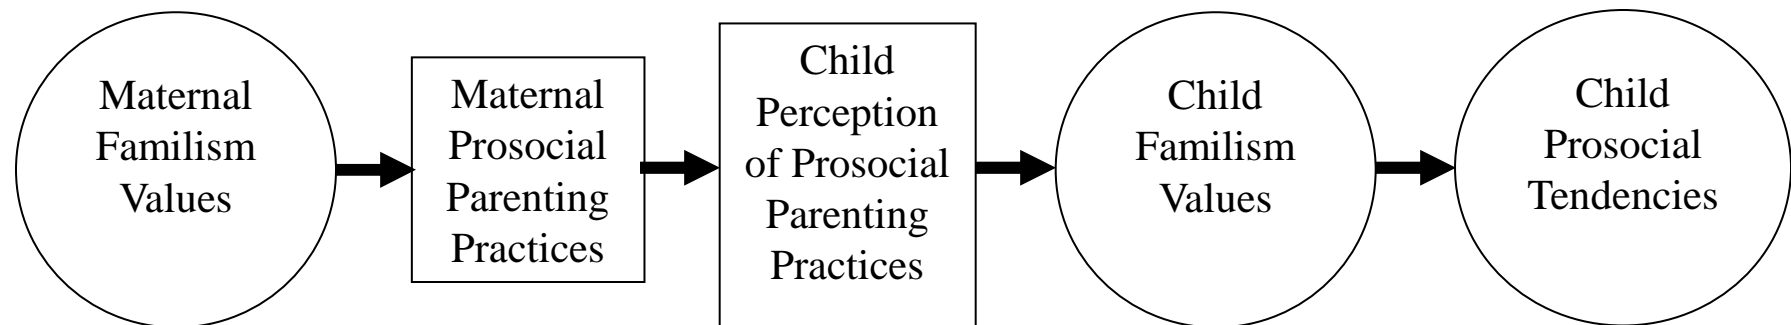 Maternal
Familism
Values
Maternal
Prosocial
Parenting
Practices
Child
Perception
of Prosocial
Parenting
Practices
Child
Familism
Values
Child
Prosocial
Tendencies